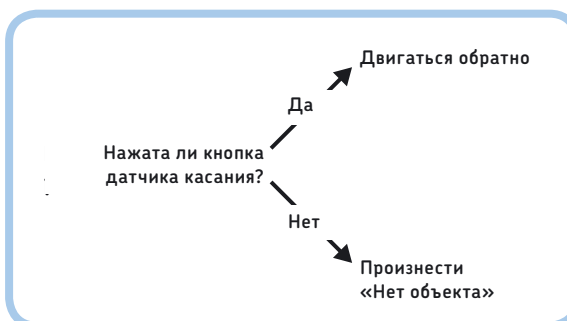 Двигаться обратно
Да
Нажата ли кнопка
датчика касания?
Нет
Произнести
«Нет объекта»